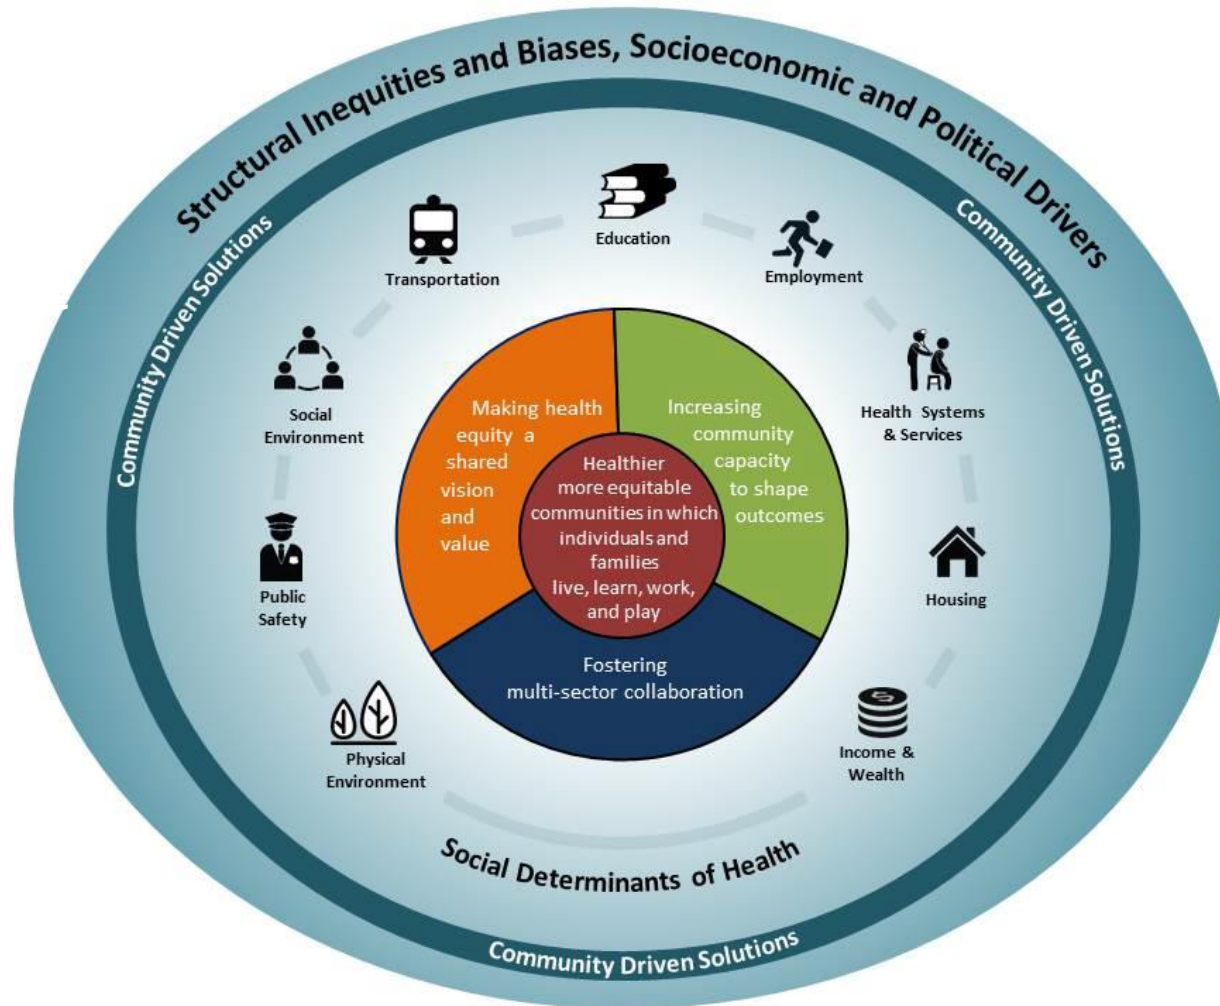 Structural Inequities and Biases, Socioeconomic and Political Drivers
Community Driven Solutions
Community Driven Solutions
Education
Transportation
Employment
Social
Environment
Health Systems
& Services
Public
Safety
Housing
Physical
Environment
Income &
Wealth
Making health
equity a
shared
vision
and
value
Increasing
community
capacity
to shape
outcomes
Healthier
more equitable
communities in which
individuals and
families
live, learn, work,
and play
Fostering
multi-sector collaboration
Social Determinants of Health
Community Driven Solutions